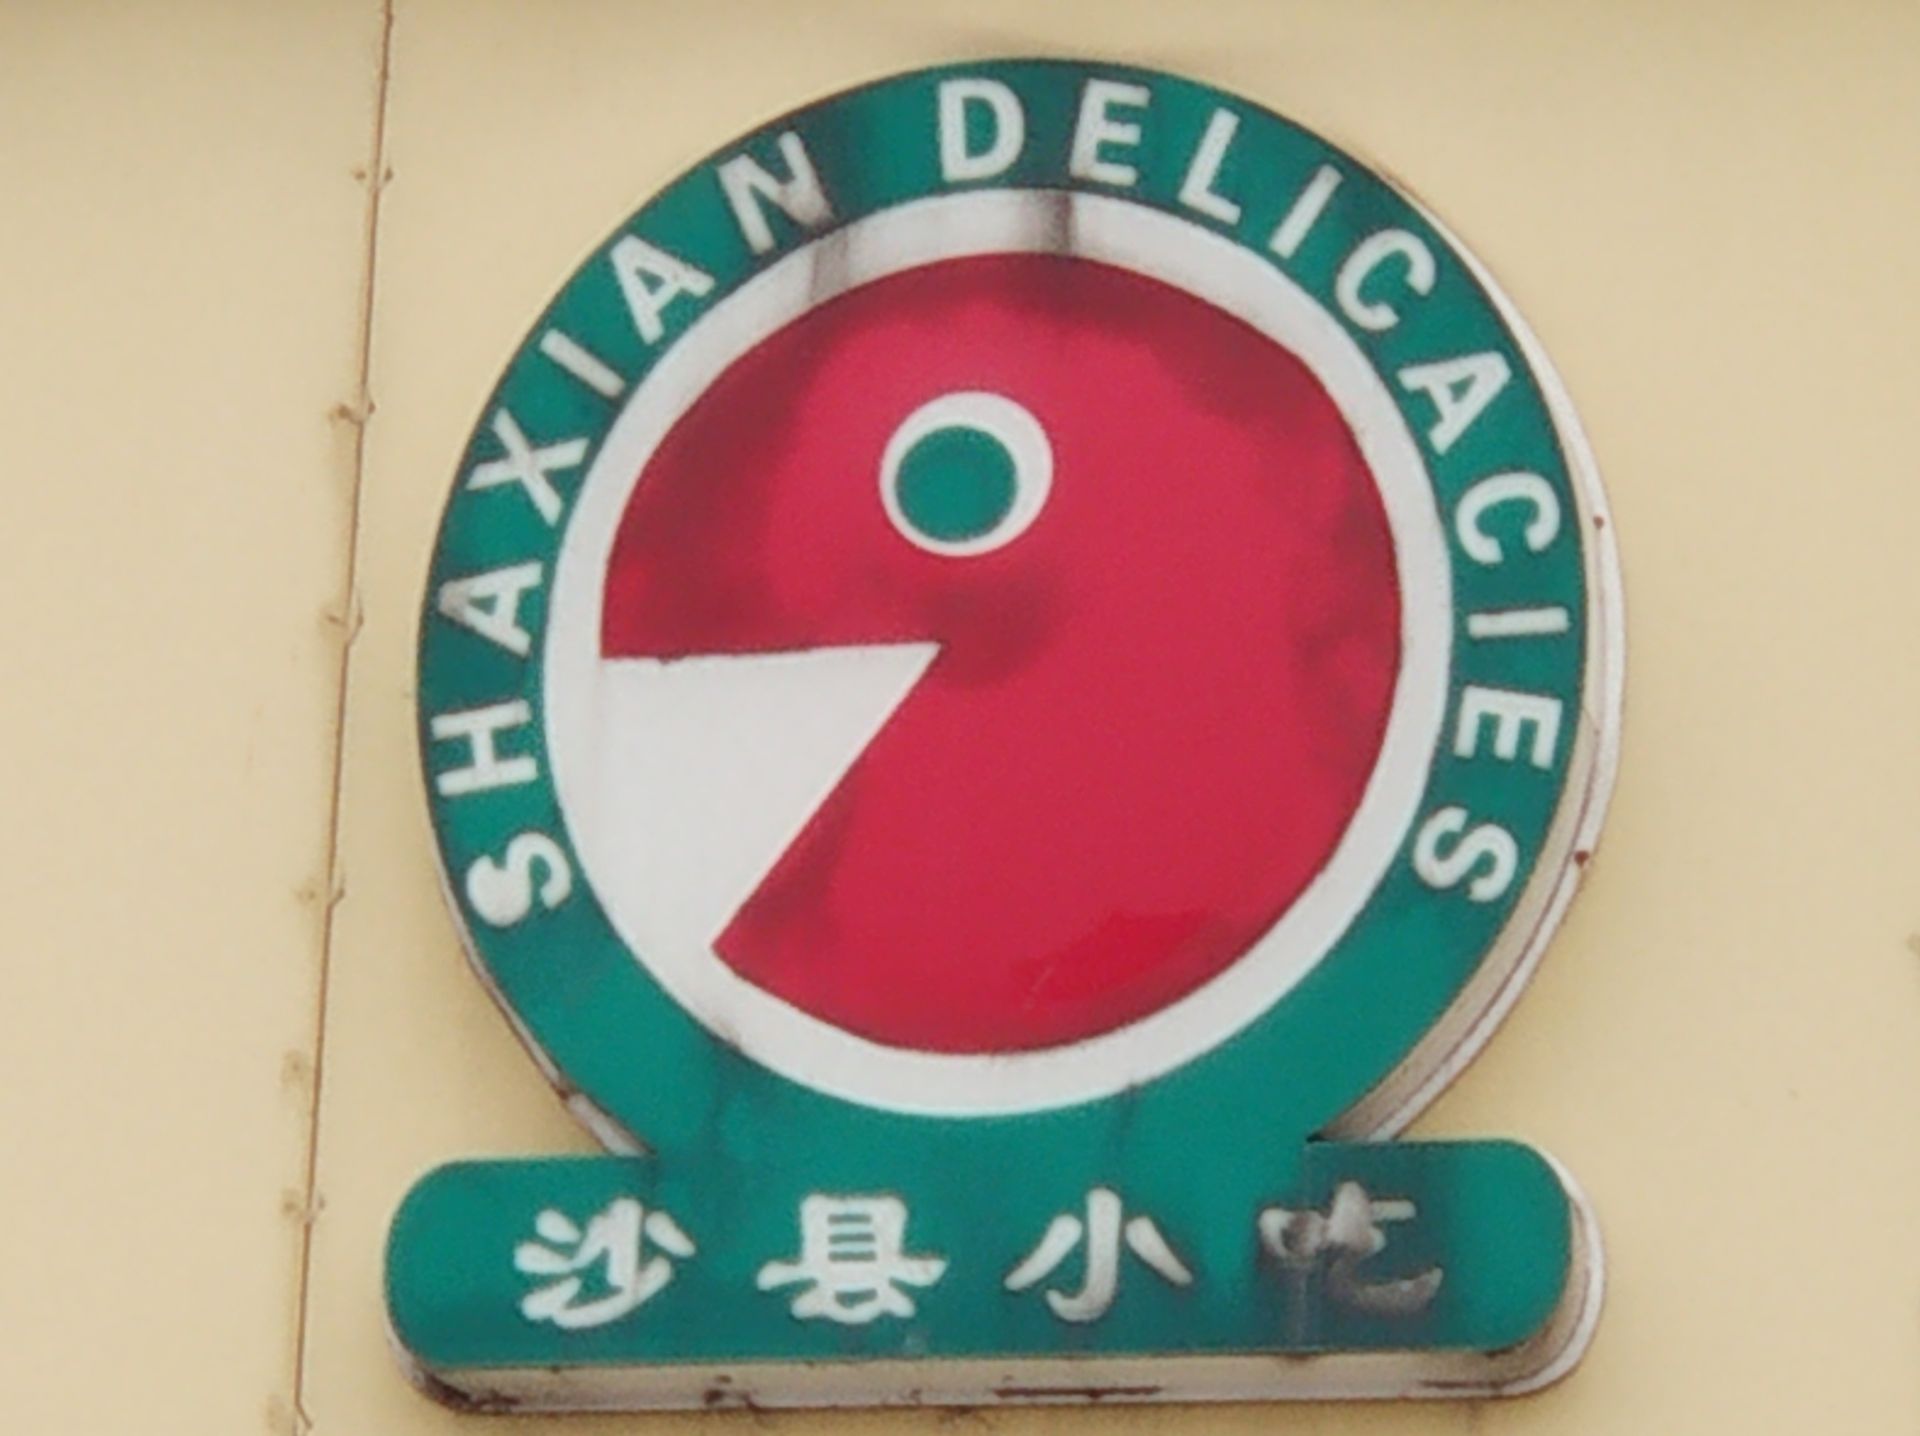 SHAXIAN DELICACIES
沙县小吃